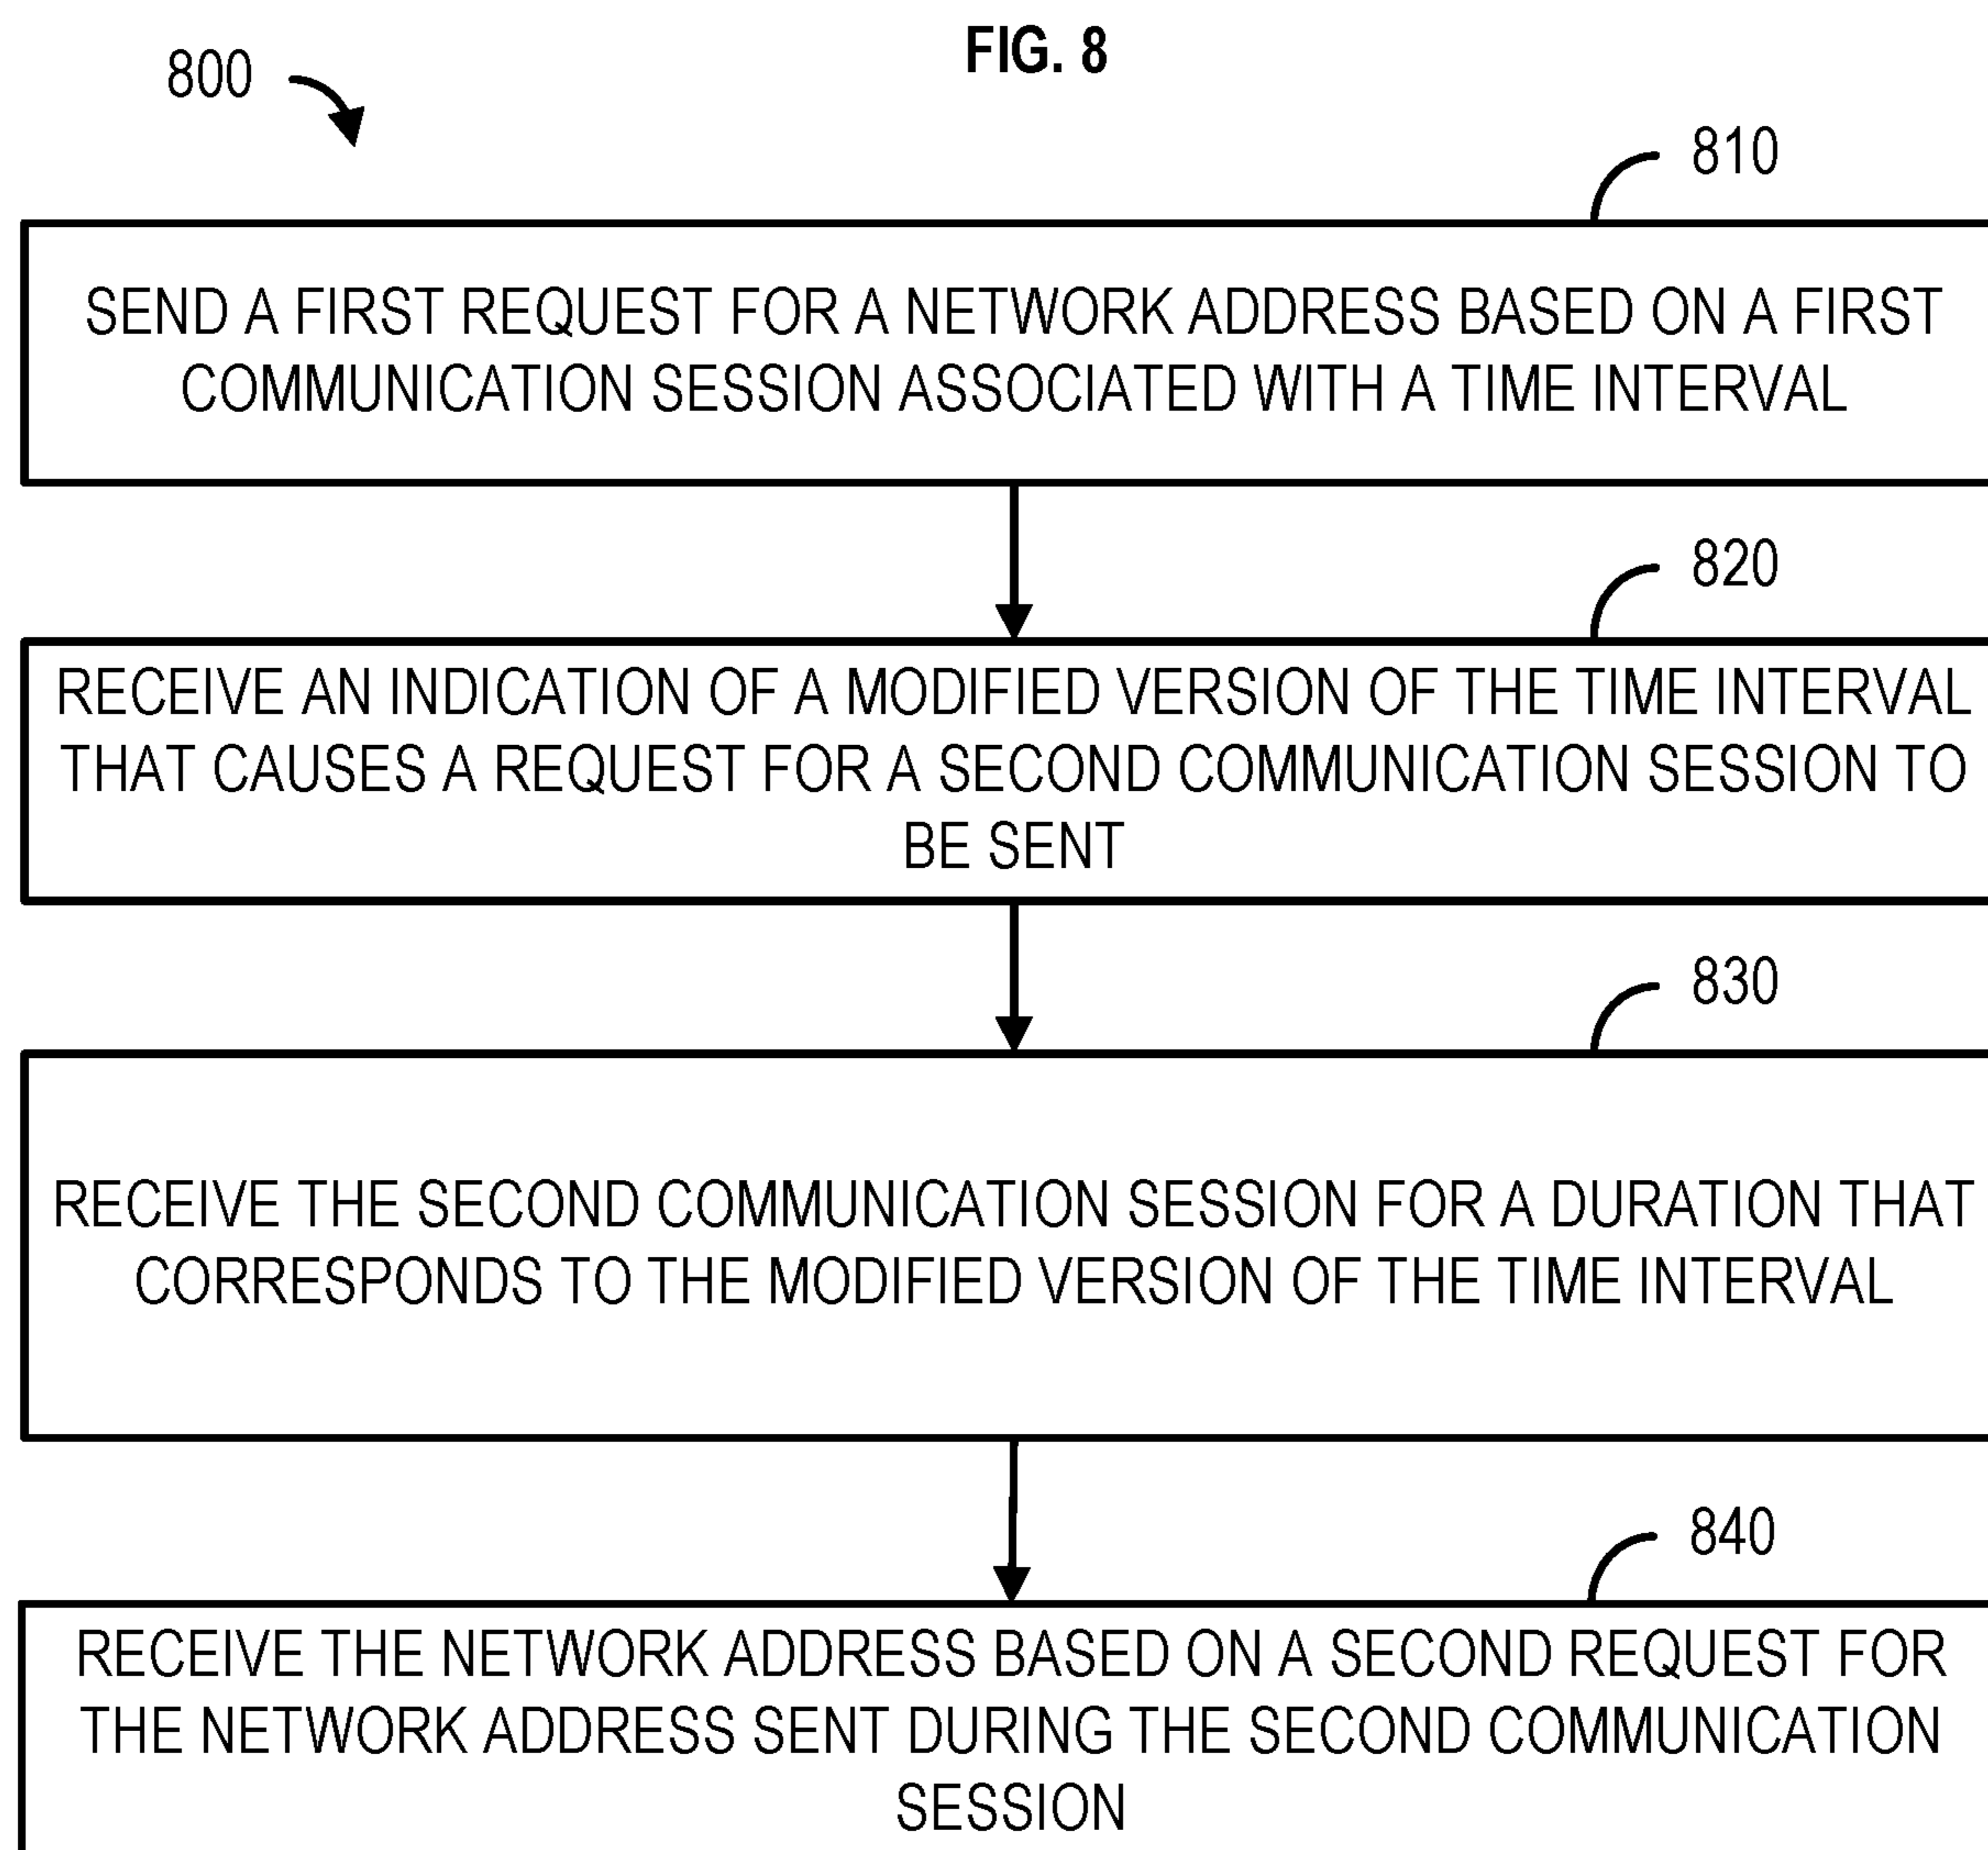 FIG. 8
800
810
SEND A FIRST REQUEST FOR A NETWORK ADDRESS BASED ON A FIRST
COMMUNICATION SESSION ASSOCIATED WITH A TIME INTERVAL
820
RECEIVE AN INDICATION OF A MODIFIED VERSION OF THE TIME INTERVAL
THAT CAUSES A REQUEST FOR A SECOND COMMUNICATION SESSION TO
BE SENT
830
RECEIVE THE SECOND COMMUNICATION SESSION FOR A DURATION THAT
CORRESPONDS TO THE MODIFIED VERSION OF THE TIME INTERVAL
840
RECEIVE THE NETWORK ADDRESS BASED ON A SECOND REQUEST FOR
THE NETWORK ADDRESS SENT DURING THE SECOND COMMUNICATION
SESSION